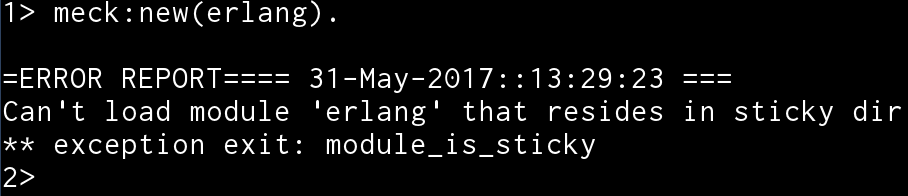 1> meck:new(erlang).
=ERROR REPORT==== 31-May-2017::13:29:23 ===
Can't load module 'erlang' that resides in sticky dir
** exception exit: module_is_sticky
2>